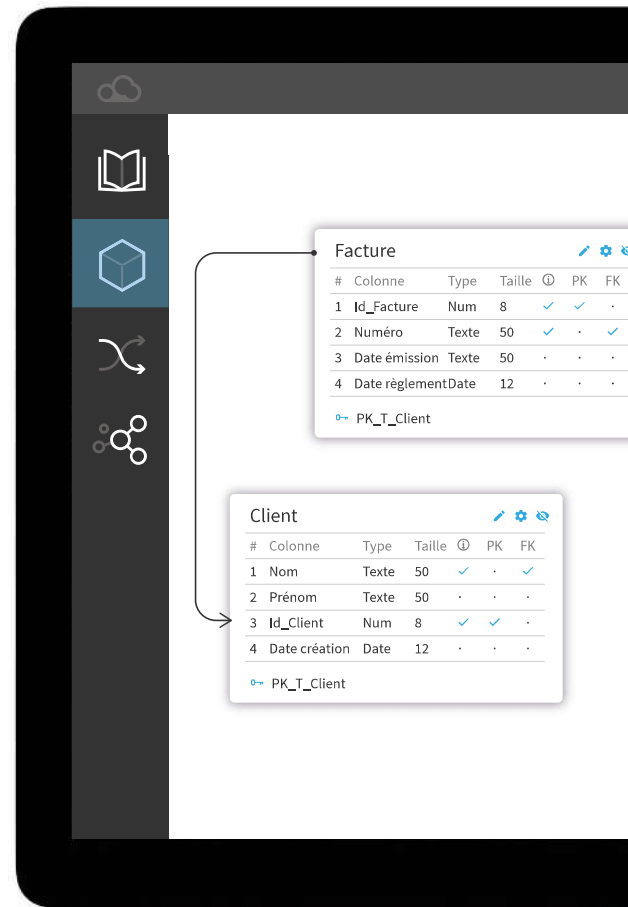 Facture
# Colonne Type Taille PK FK
1 Id_Facture Num 8
2 Numéro Texte 50
3 Date émission Texte 50
4 Date règlementDate 12
PK_T_Client
Client
# Colonne Type Taille PK FK
1 Nom Texte 50
2 Prénom Texte 50
3 Id_Client Num 8
4 Date création Date 12
PK_T_Client